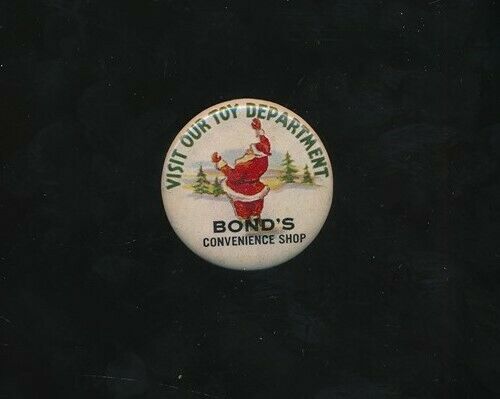 VISIT OUR TOY DEPARTMENT
BOND'S
CONVENIENCE SHOP